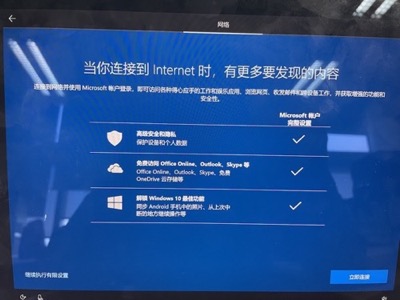 网络
当你连接到 Internet 时，有更多要发现的内容
连接到网络并使用 Microsoft 帐户登录，即可访问各种得心应手的工作和娱乐应用、浏览网页、收发邮件和跨设备工作，并获取增强的功能和
安全性。
Microsoft 帐户
完整设置
高级安全和隐私
保护设备和个人数据
免费访问 Office Online、Outlook、Skype 等
Office Online、Outlook、Skype、免费
OneDrive 云存储等
解锁 Windows 10 最佳功能
同步 Android 手机中的照片，从上次中
断的地方继续操作等
继续执行有限设置
立即连接